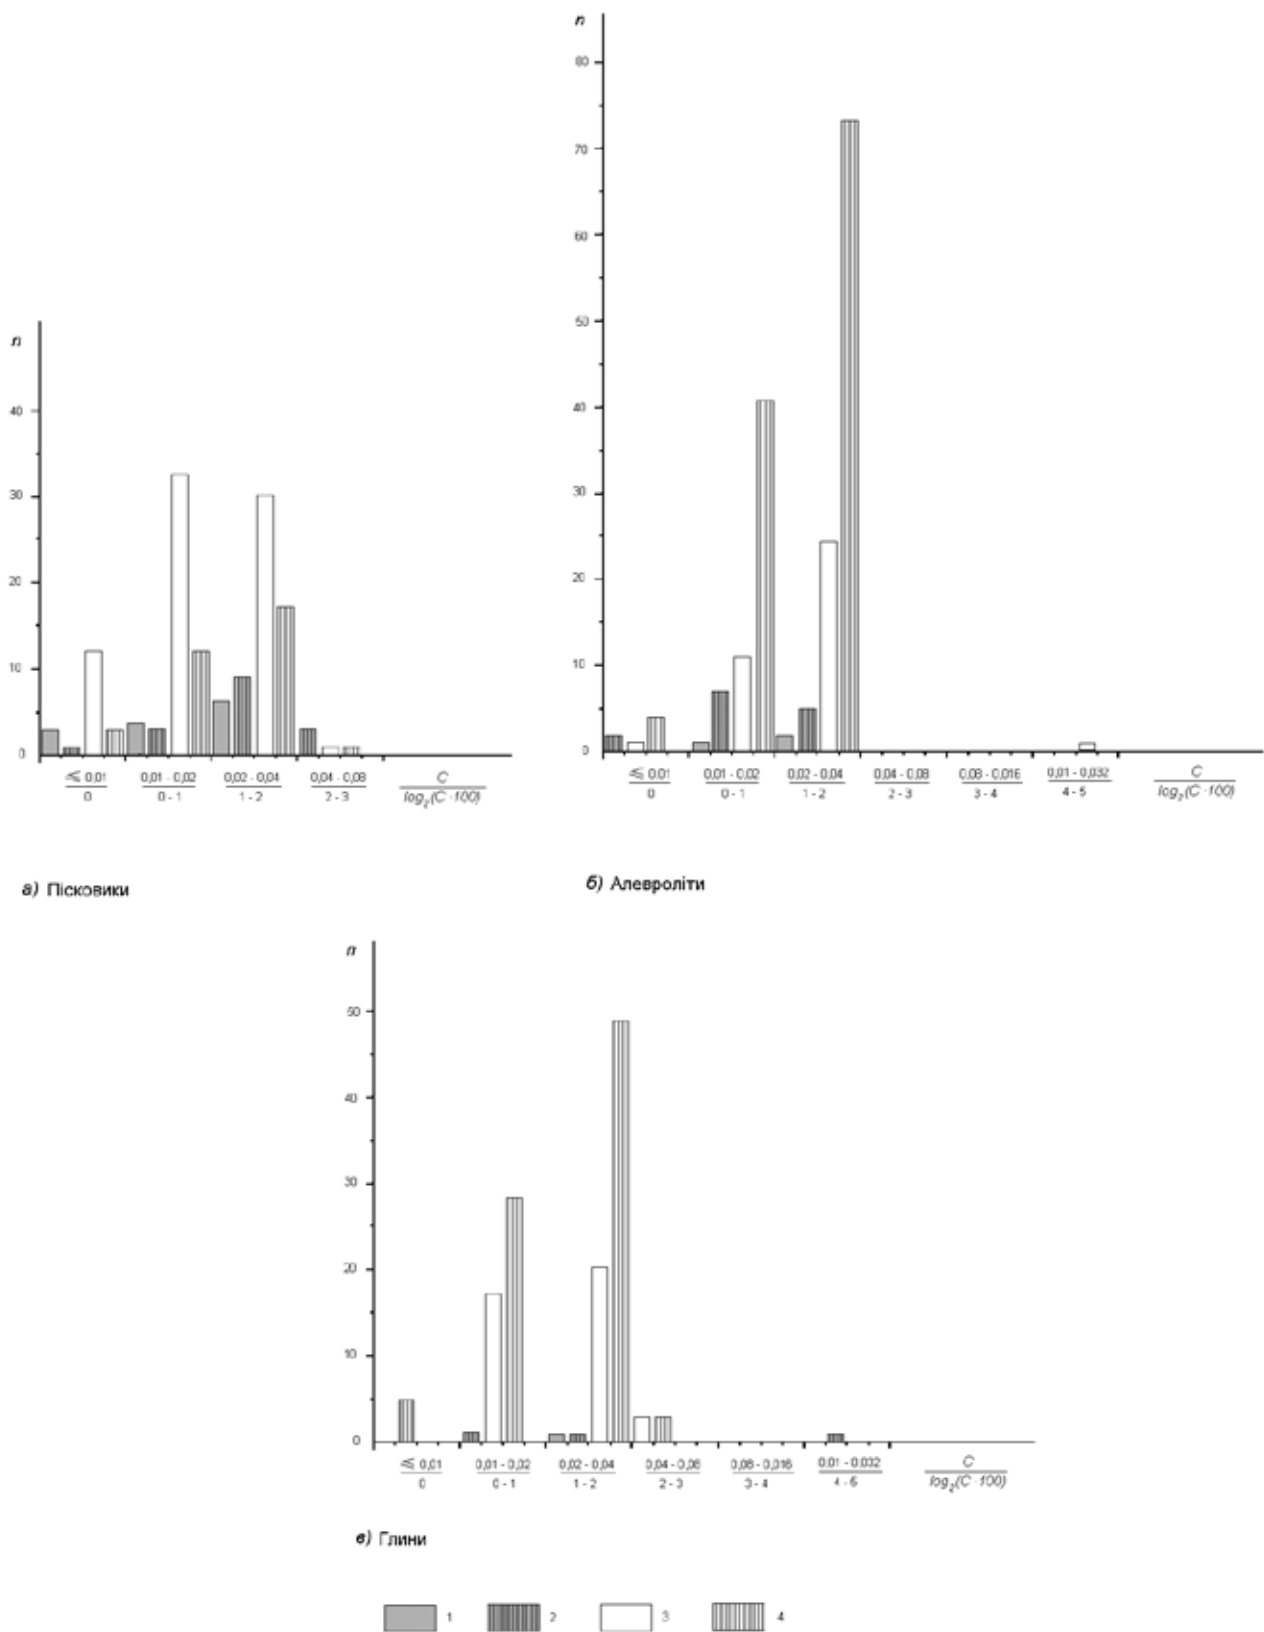 n
40
30
20
10
0
⩽ 0,01 0,01 - 0,02 0,02 - 0,04 0,04 - 0,08 C
0 0 - 1 1 - 2 2 - 3 log₂(C · 100)
а) Пісковики
n
80
70
60
50
40
30
20
10
0
⩽ 0,01 0,01 - 0,02 0,02 - 0,04 0,04 - 0,08 0,08 - 0,016 0,01 - 0,032 C
0 0 - 1 1 - 2 2 - 3 3 - 4 4 - 5 log₂(C · 100)
б) Алевроліти
n
50
40
30
20
10
0
⩽ 0,01 0,01 - 0,02 0,02 - 0,04 0,04 - 0,08 0,08 - 0,016 0,01 - 0,032 C
0 0 - 1 1 - 2 2 - 3 3 - 4 4 - 5 log₂(C · 100)
в) Глини
1 2 3 4